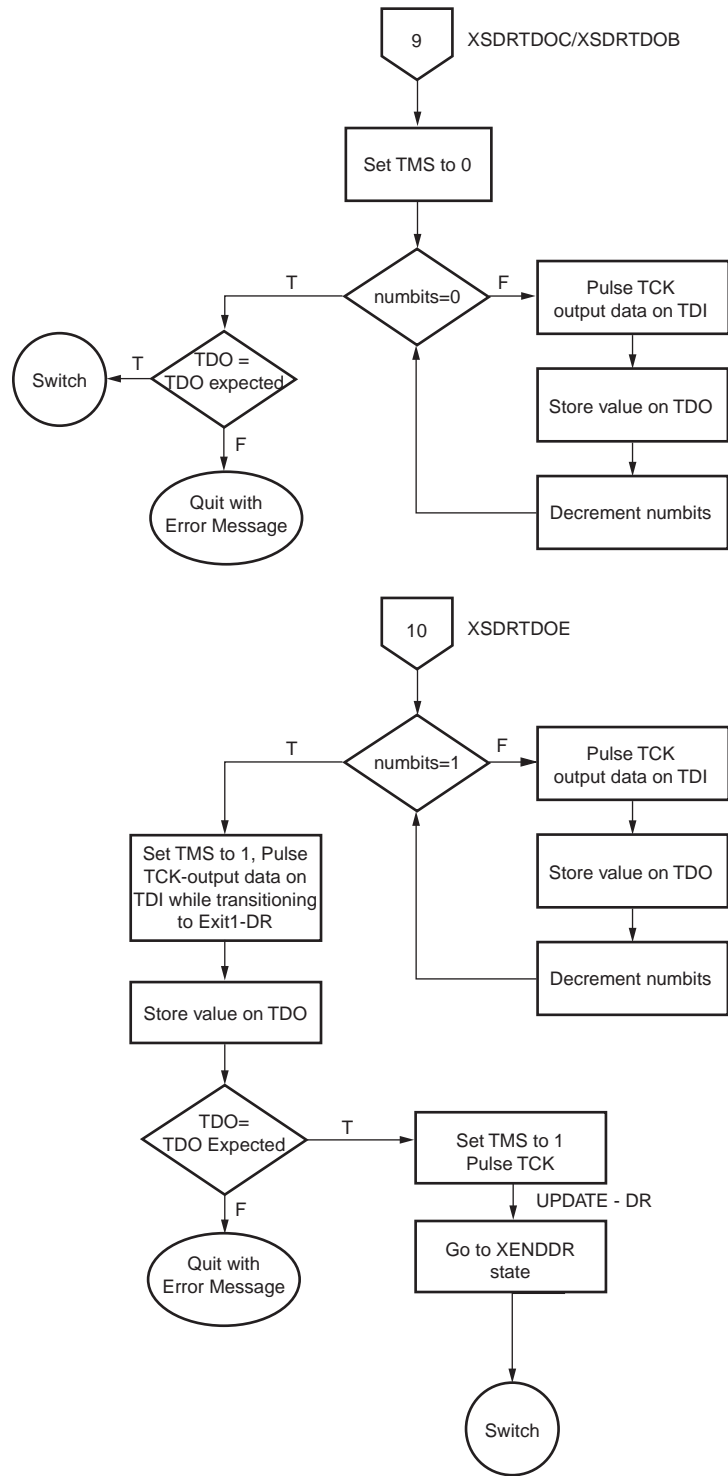 9
XSDRTDOC/XSDRTDOB
Set TMS to 0
numbits=0
T
F
Pulse TCK
output data on TDI
Store value on TDO
Decrement numbits
TDO =
TDO expected
T
Switch
F
Quit with
Error Message
10
XSDRTDOE
numbits=1
T
F
Pulse TCK
output data on TDI
Store value on TDO
Decrement numbits
Set TMS to 1, Pulse
TCK-output data on
TDI while transitioning
to Exit1-DR
Store value on TDO
TDO=
TDO Expected
T
F
Quit with
Error Message
Set TMS to 1
Pulse TCK
UPDATE - DR
Go to XENDDR
state
Switch